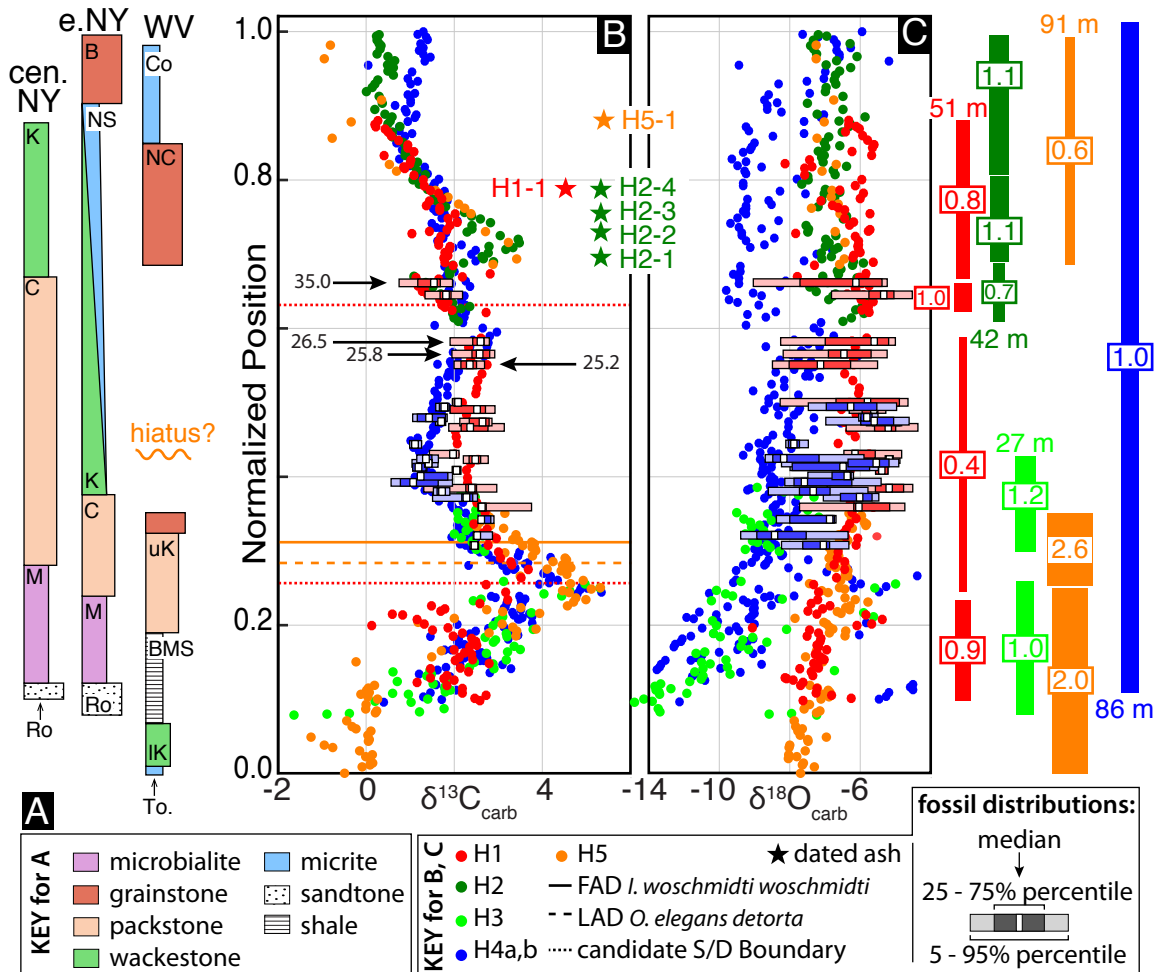 cen.
NY
e.NY
WV
B
C
B
Co
K
NS
NC
C
K
hiatus?
C
uK
M
M
BMS
Ro
Ro
lK
To.
1.0
0.8
Normalized Position
0.2
0.0
H5-1
H1-1
H2-4
H2-3
H2-2
H2-1
35.0
26.5
25.8
25.2
-2
0
δ¹³Ccarb
4
-14
-10
δ¹⁸Ocarb
-6
91 m
51 m
1.1
0.6
0.8
1.1
1.0
0.7
42 m
1.0
27 m
0.4
1.2
2.6
0.9
1.0
2.0
86 m
A
KEY for A
microbialite
grainstone
packstone
wackestone
micrite
sandtone
shale
KEY for B, C
H1
H2
H3
H4a,b
H5
dated ash
FAD I. woschmidti woschmidti
LAD O. elegans detorta
candidate S/D Boundary
fossil distributions:
median
25 - 75% percentile
5 - 95% percentile